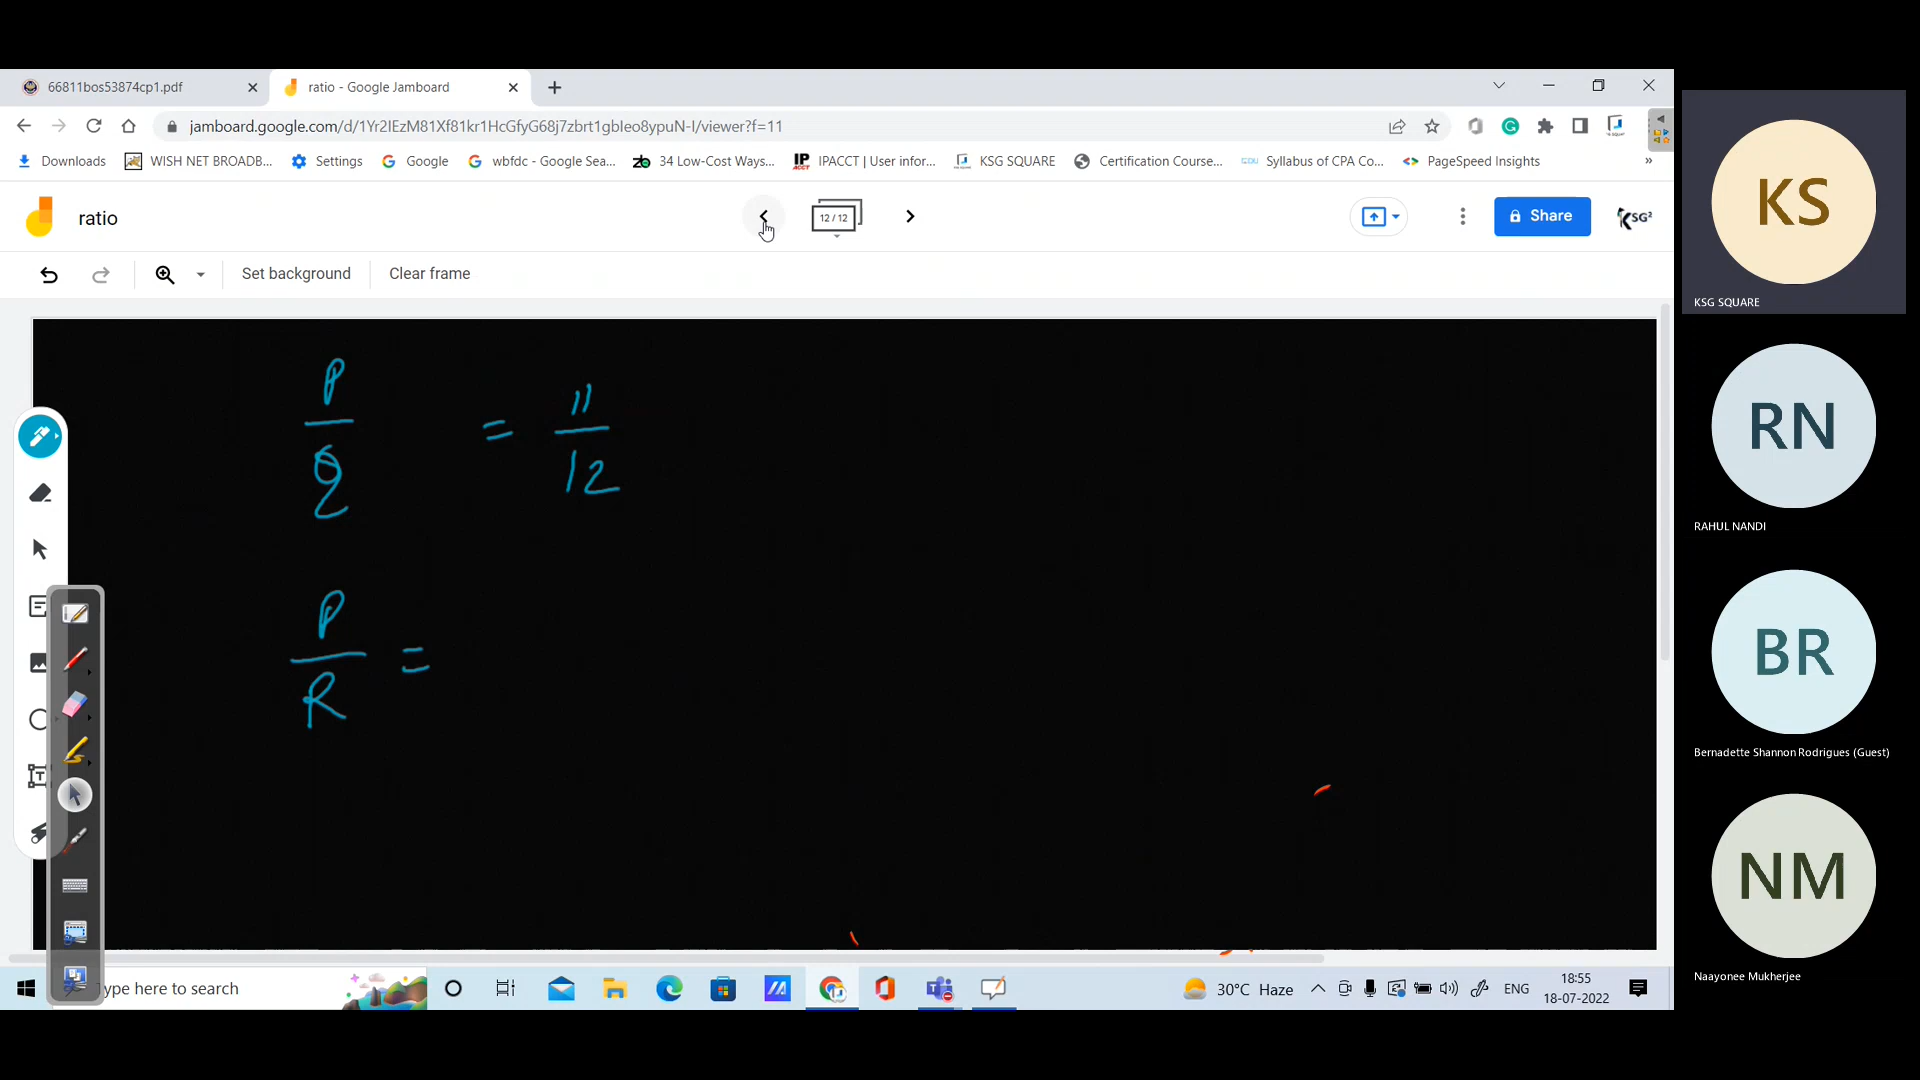 66811bos53874cp1.pdf
ratio - Google Jamboard
jamboard.google.com/d/1Yr2IEzM81Xf81kr1HcGfyG68j7zbrt1gbIeo8ypuN-I/viewer?f=11
Downloads
WISH NET BROADB...
Settings
Google
wbfdc - Google Sea...
34 Low-Cost Ways...
IPACCT | User infor...
KSG SQUARE
Certification Course...
Syllabus of CPA Co...
PageSpeed Insights
»
ratio
12 / 12
Share
KSG²
Set background
Clear frame
P/Q = 11/12
P/R =
Type here to search
30°C Haze
ENG
18:55
18-07-2022
KS
KSG SQUARE
RN
RAHUL NANDI
BR
Bernadette Shannon Rodrigues (Guest)
NM
Naayonee Mukherjee